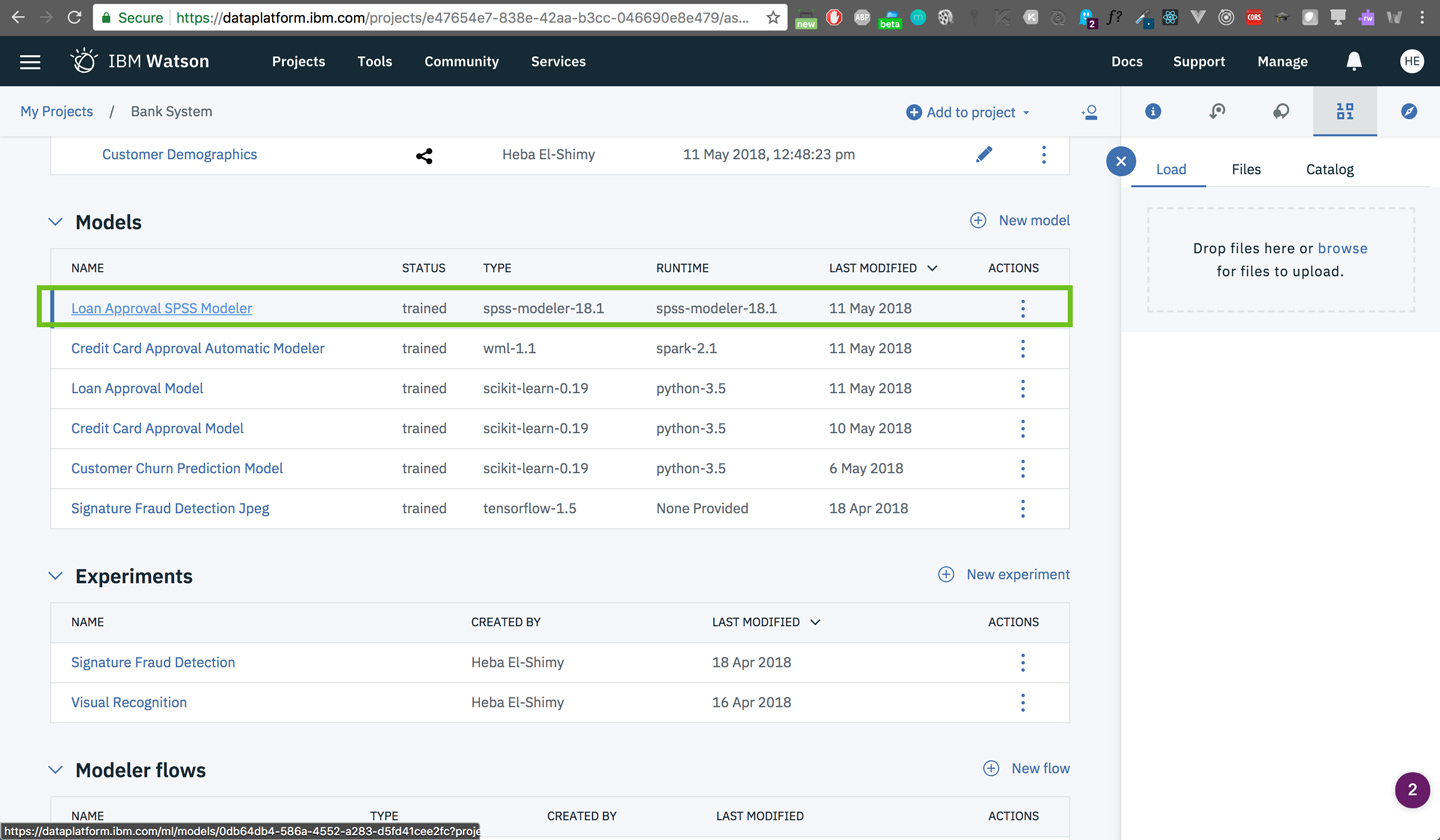 Secure https://dataplatform.ibm.com/projects/e47654e7-838e-42aa-b3cc-046690e8e479/as...
new ABP beta m K 2 f? CORS rw
IBM Watson Projects Tools Community Services Docs Support Manage HE
My Projects / Bank System Add to project
Customer Demographics Heba El-Shimy 11 May 2018, 12:48:23 pm
Load Files Catalog
Drop files here or browse
for files to upload.
Models New model
NAME STATUS TYPE RUNTIME LAST MODIFIED ACTIONS
Loan Approval SPSS Modeler trained spss-modeler-18.1 spss-modeler-18.1 11 May 2018
Credit Card Approval Automatic Modeler trained wml-1.1 spark-2.1 11 May 2018
Loan Approval Model trained scikit-learn-0.19 python-3.5 11 May 2018
Credit Card Approval Model trained scikit-learn-0.19 python-3.5 10 May 2018
Customer Churn Prediction Model trained scikit-learn-0.19 python-3.5 6 May 2018
Signature Fraud Detection Jpeg trained tensorflow-1.5 None Provided 18 Apr 2018
Experiments New experiment
NAME CREATED BY LAST MODIFIED ACTIONS
Signature Fraud Detection Heba El-Shimy 18 Apr 2018
Visual Recognition Heba El-Shimy 16 Apr 2018
Modeler flows New flow
NAME TYPE CREATED BY LAST MODIFIED ACTIONS
2
https://dataplatform.ibm.com/ml/models/0db64db4-586a-4552-a283-d5fd41cee2fc?proje